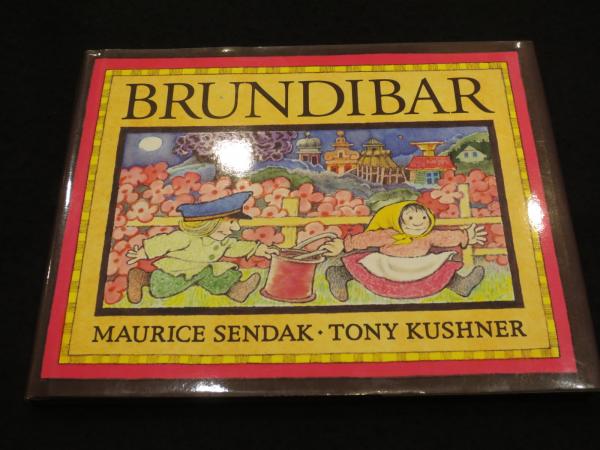 BRUNDIBAR
MAURICE SENDAK · TONY KUSHNER